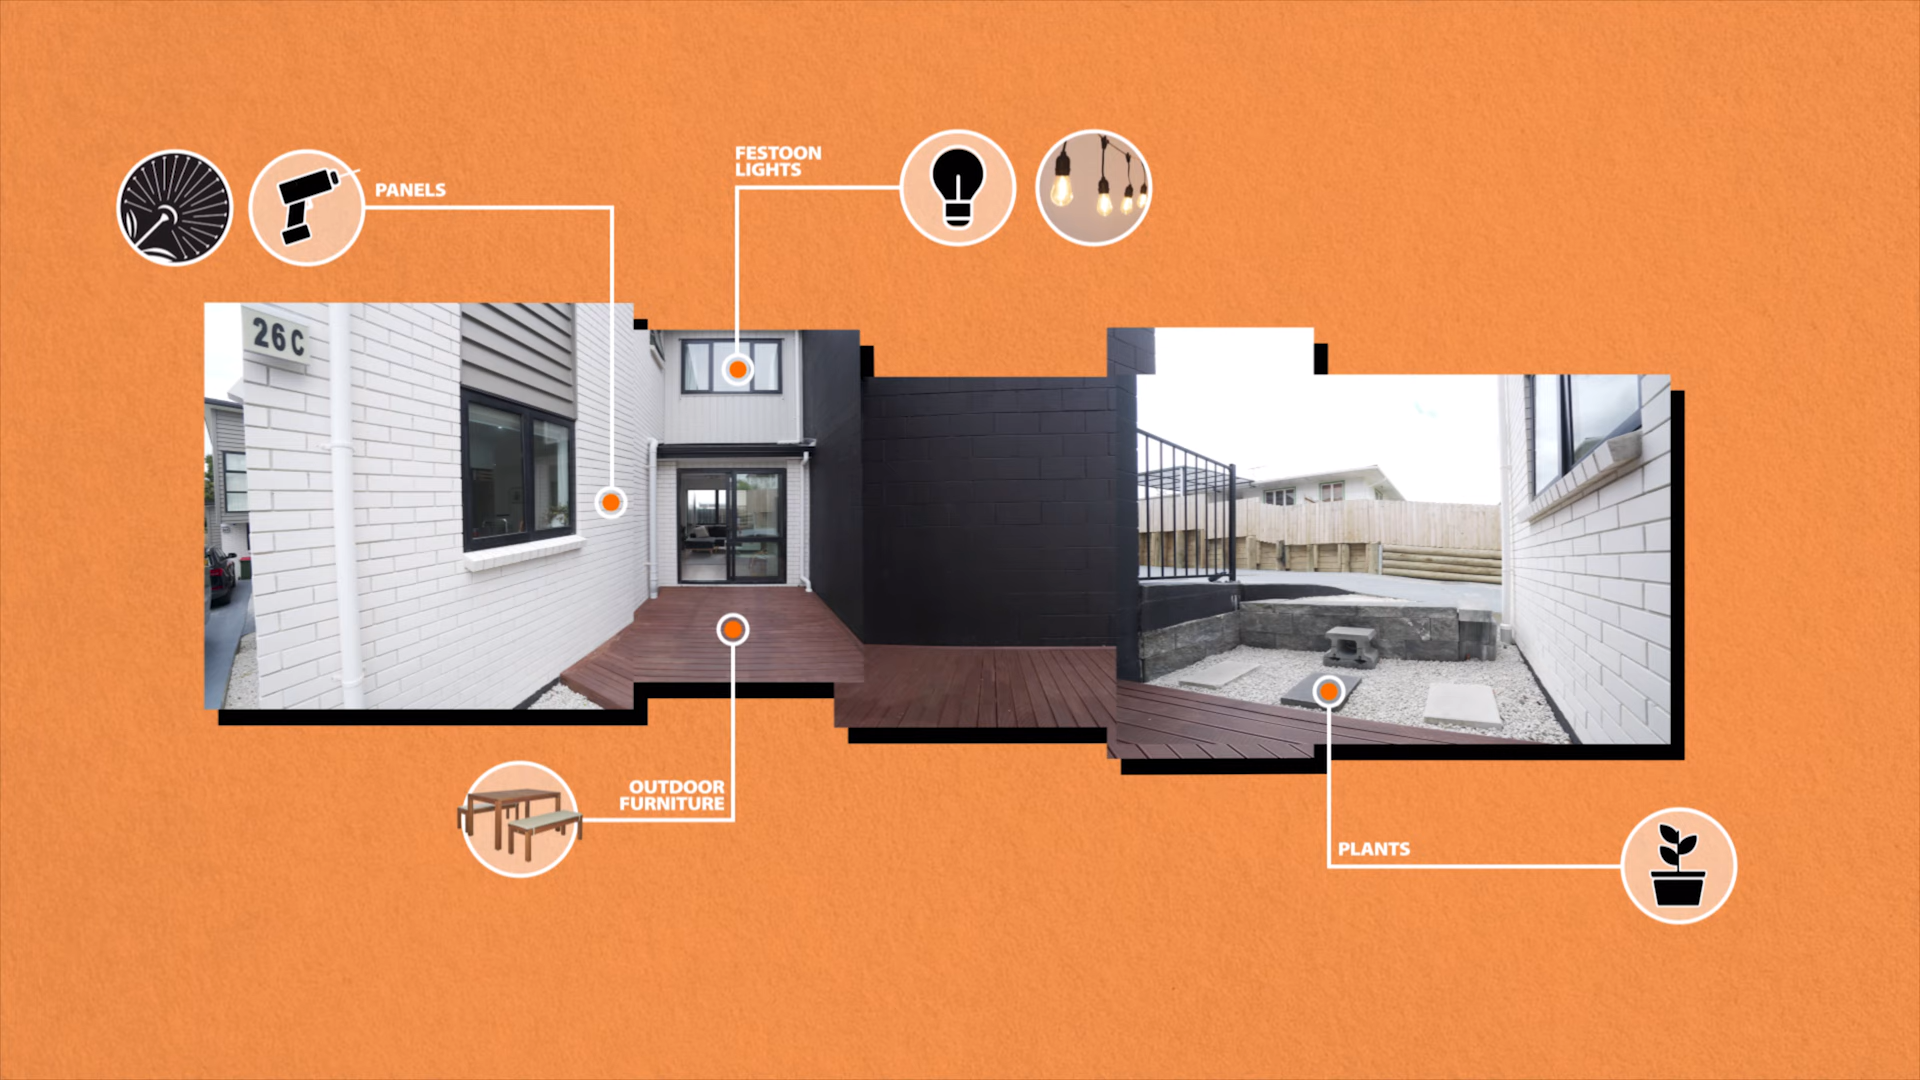 FESTOON
LIGHTS
PANELS
26C
OUTDOOR
FURNITURE
PLANTS